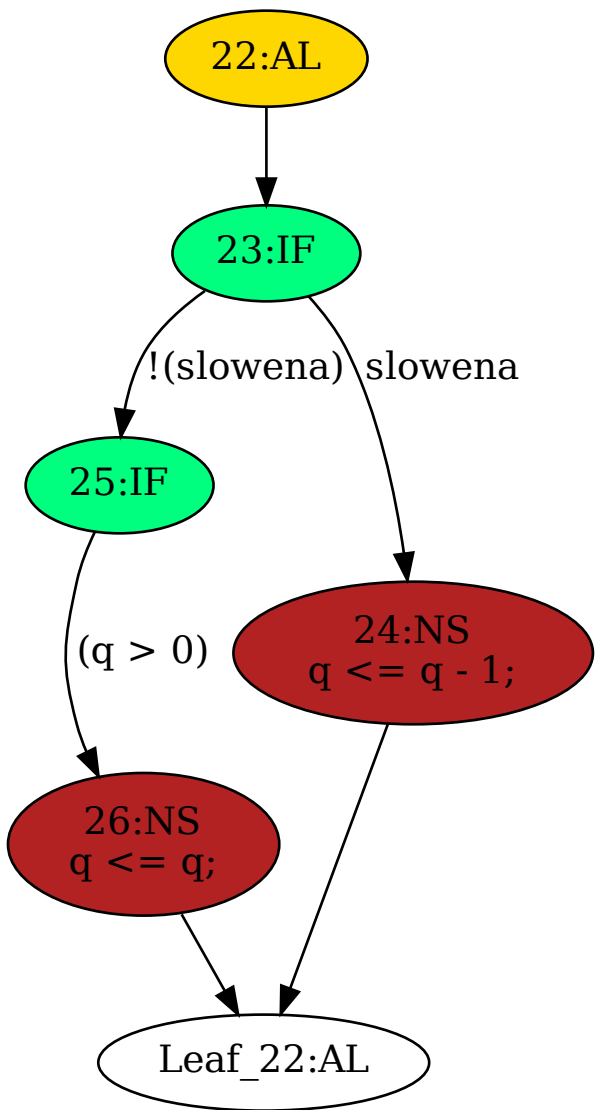 22:AL
23:IF
!(slowena)
slowena
25:IF
(q > 0)
24:NS
q <= q - 1;
26:NS
q <= q;
Leaf_22:AL